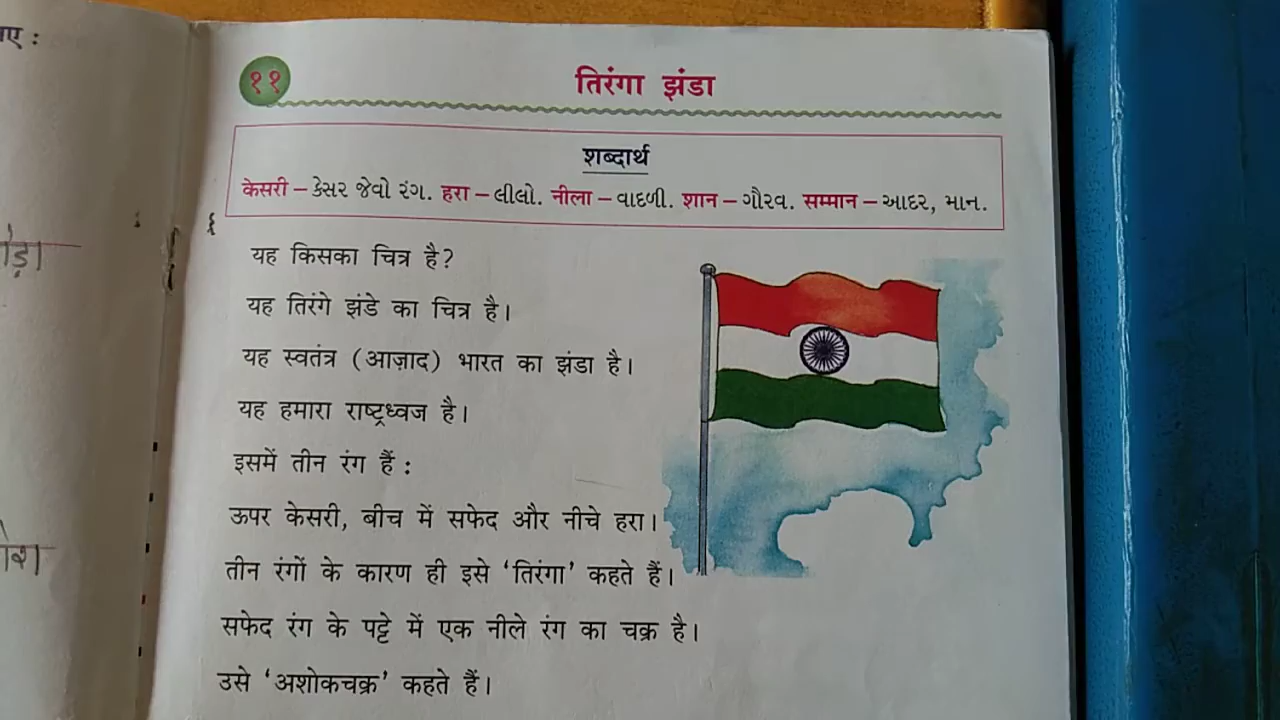 ११
तिरंगा झंडा
शब्दार्थ
केसरी – કેસર જેવો રંગ. हरा – લીલો. नीला – વાદળી. शान – ગૌરવ. सम्मान – આદર, માન.
यह किसका चित्र है?
यह तिरंगे झंडे का चित्र है।
यह स्वतंत्र (आज़ाद) भारत का झंडा है।
यह हमारा राष्ट्रध्वज है।
इसमें तीन रंग हैं :
ऊपर केसरी, बीच में सफेद और नीचे हरा।
तीन रंगों के कारण ही इसे ‘तिरंगा’ कहते हैं।
सफेद रंग के पट्टे में एक नीले रंग का चक्र है।
उसे ‘अशोकचक्र’ कहते हैं।